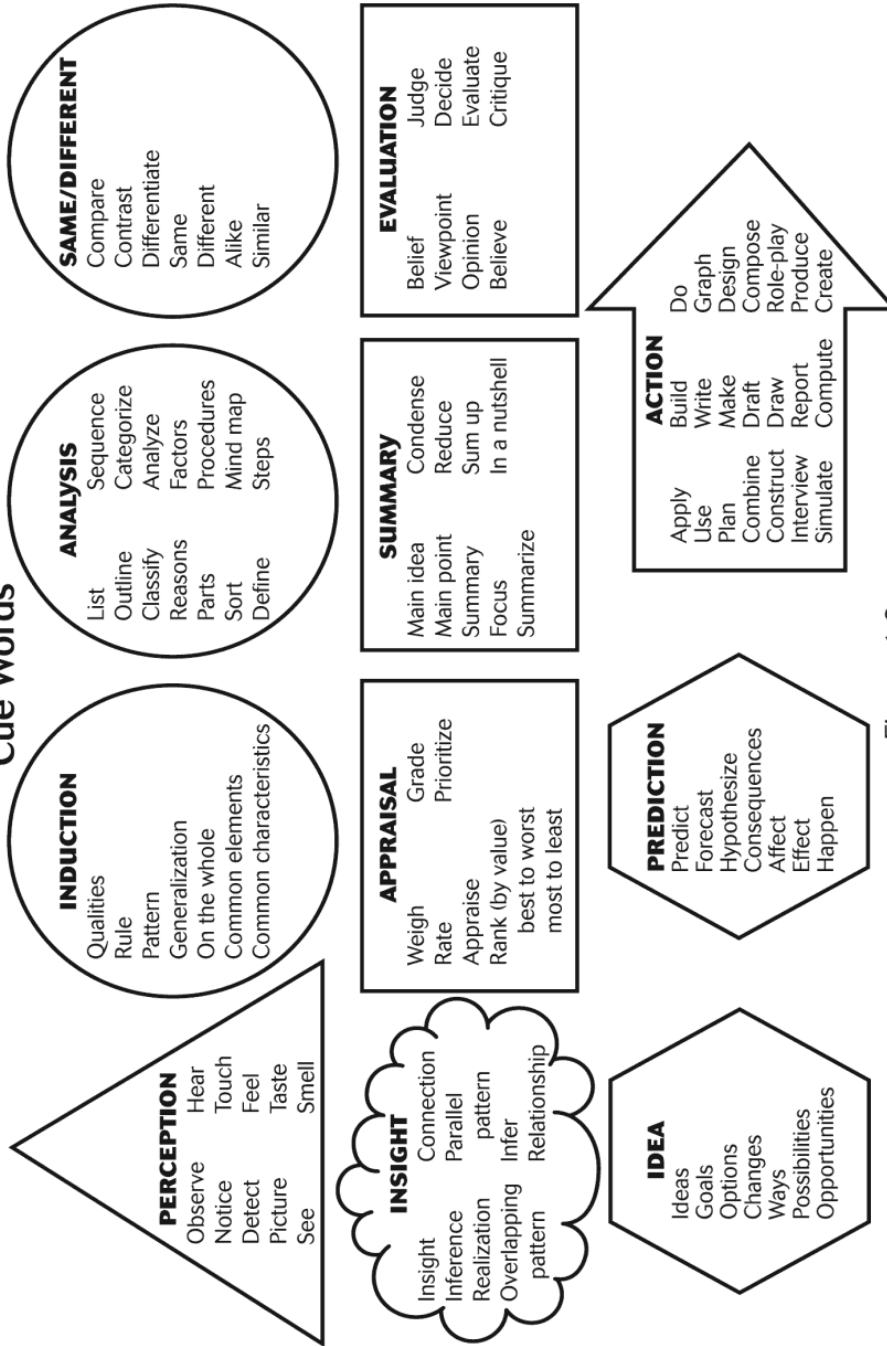 Cue Words
PERCEPTION
Observe
Notice
Detect
Picture
See
Hear
Touch
Feel
Taste
Smell
INDUCTION
Qualities
Rule
Pattern
Generalization
On the whole
Common elements
Common characteristics
ANALYSIS
List
Outline
Classify
Reasons
Parts
Sort
Define
Sequence
Categorize
Analyze
Factors
Procedures
Mind map
Steps
SAME/DIFFERENT
Compare
Contrast
Differentiate
Same
Different
Alike
Similar
INSIGHT
Insight
Inference
Realization
Overlapping
pattern
Connection
Parallel
pattern
Infer
Relationship
APPRAISAL
Weigh
Rate
Appraise
Rank (by value)
best to worst
most to least
Grade
Prioritize
SUMMARY
Main idea
Main point
Summary
Focus
Summarize
Condense
Reduce
Sum up
In a nutshell
EVALUATION
Belief
Viewpoint
Opinion
Believe
Judge
Decide
Evaluate
Critique
IDEA
Ideas
Goals
Options
Changes
Ways
Possibilities
Opportunities
PREDICTION
Predict
Forecast
Hypothesize
Consequences
Affect
Effect
Happen
ACTION
Apply
Use
Plan
Combine
Construct
Interview
Simulate
Build
Write
Make
Draft
Draw
Report
Compute
Do
Graph
Design
Compose
Role-play
Produce
Create